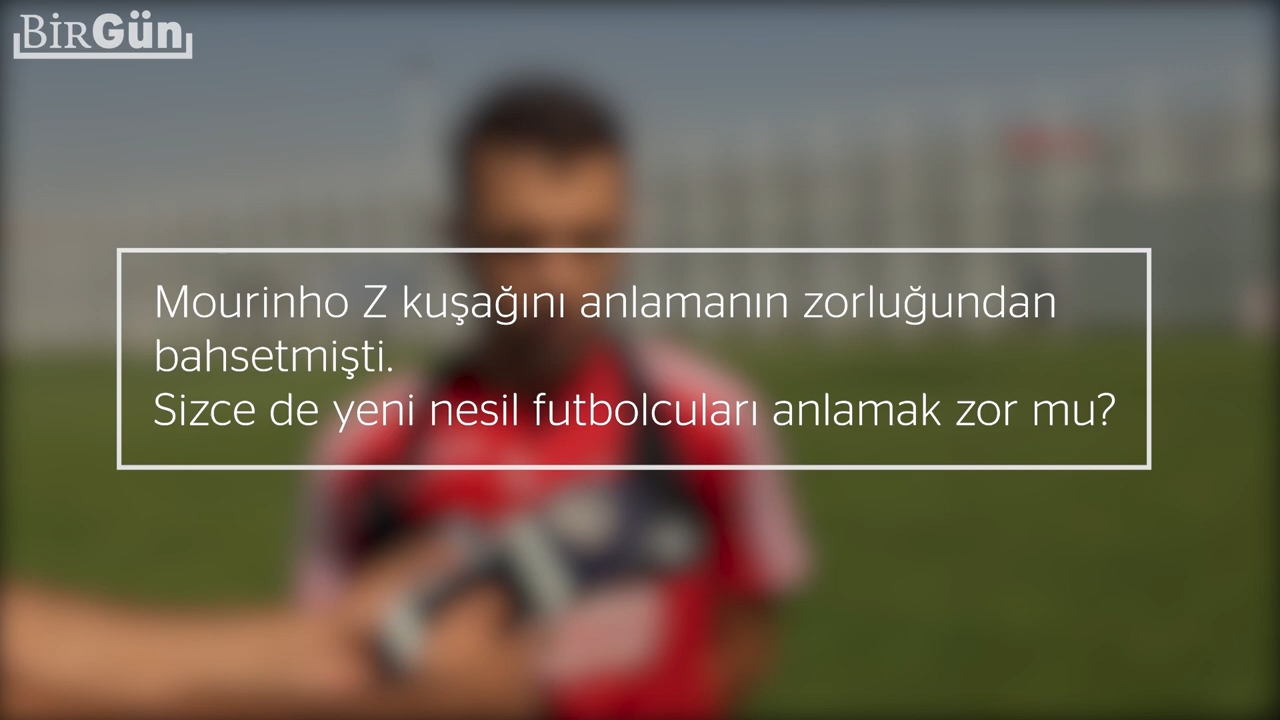 BirGün
Mourinho Z kuşağını anlamanın zorluğundan
bahsetmişti.
Sizce de yeni nesil futbolcuları anlamak zor mu?